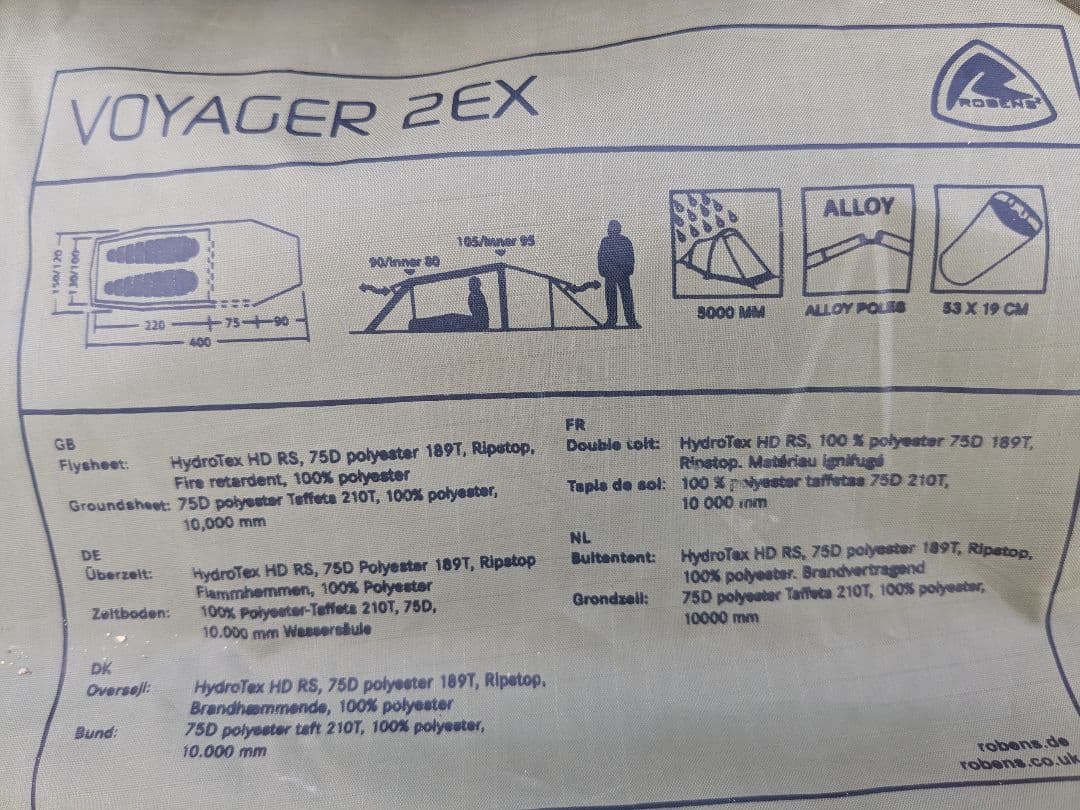 VOYAGER 2EX
ROBENS
150/120
130/100
220
75
90
400
90/Inner 80
105/Inner 95
5000 MM
ALLOY
ALLOY POLES
53 X 19 CM
GB
Flysheet: HydroTex HD RS, 75D polyester 189T, Ripstop,
Fire retardent, 100% polyester
Groundsheet: 75D polyester Taffeta 210T, 100% polyester,
10,000 mm
DE
Überzelt: HydroTex HD RS, 75D Polyester 189T, Ripstop
Flammhemmen, 100% Polyester
Zeltboden: 100% Polyester-Taffeta 210T, 75D,
10.000 mm Wassersäule
DK
Oversejl: HydroTex HD RS, 75D polyester 189T, Ripstop,
Brandhæmmende, 100% polyester
Bund: 75D polyester taft 210T, 100% polyester,
10.000 mm
FR
Double toit: HydroTex HD RS, 100 % polyester 75D 189T,
Ripstop. Matériau ignifugé
Tapis de sol: 100 % polyester taffetas 75D 210T,
10 000 mm
NL
Buitentent: HydroTex HD RS, 75D polyester 189T, Ripstop,
100% polyester. Brandvertragend
Grondzeil: 75D polyester Taffeta 210T, 100% polyester,
10000 mm
robens.de
robens.co.uk